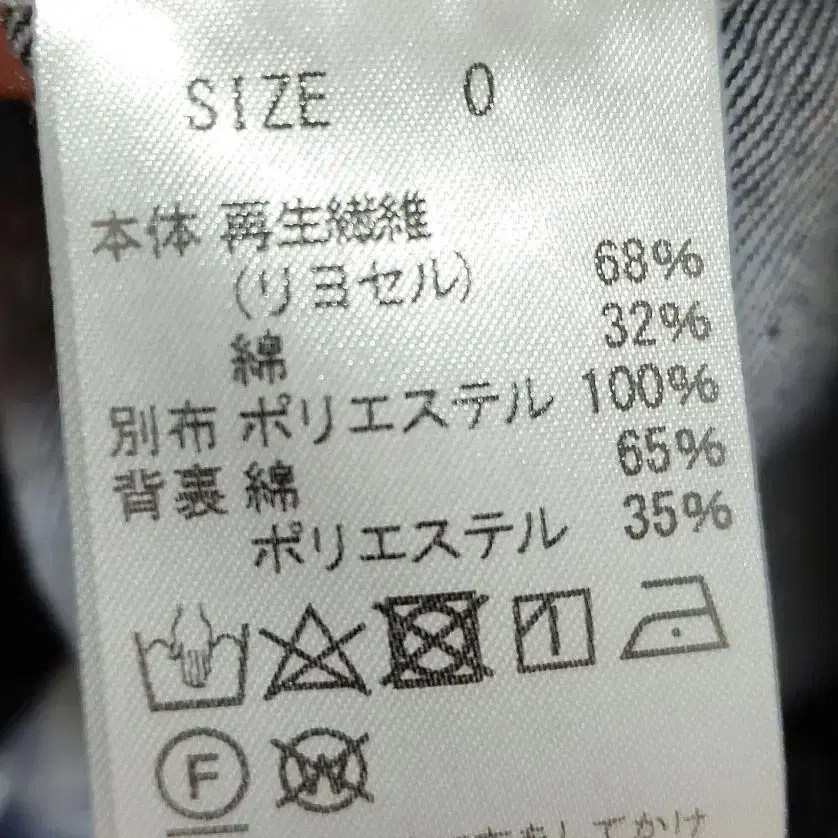 SIZE 0
本体 再生繊維
(リヨセル) 68%
綿 32%
別布 ポリエステル 100%
背裏 綿 65%
ポリエステル 35%
F
W